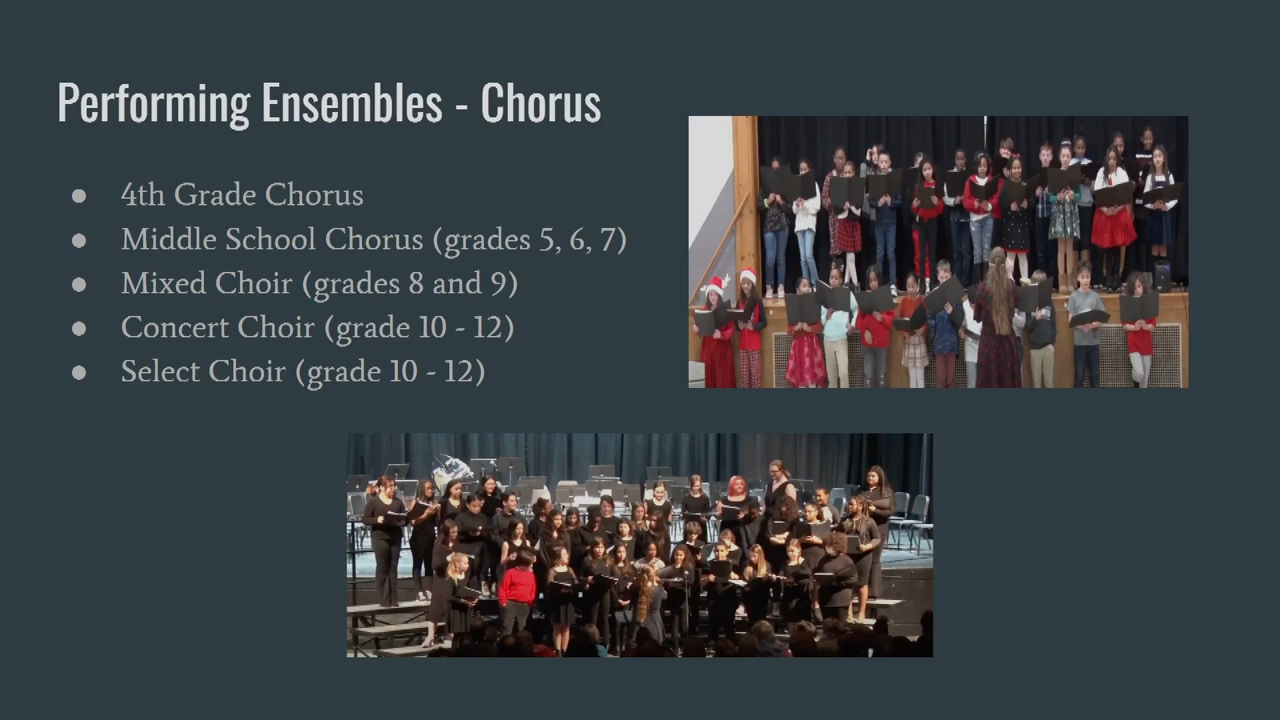 Performing Ensembles - Chorus
● 4th Grade Chorus
● Middle School Chorus (grades 5, 6, 7)
● Mixed Choir (grades 8 and 9)
● Concert Choir (grade 10 - 12)
● Select Choir (grade 10 - 12)